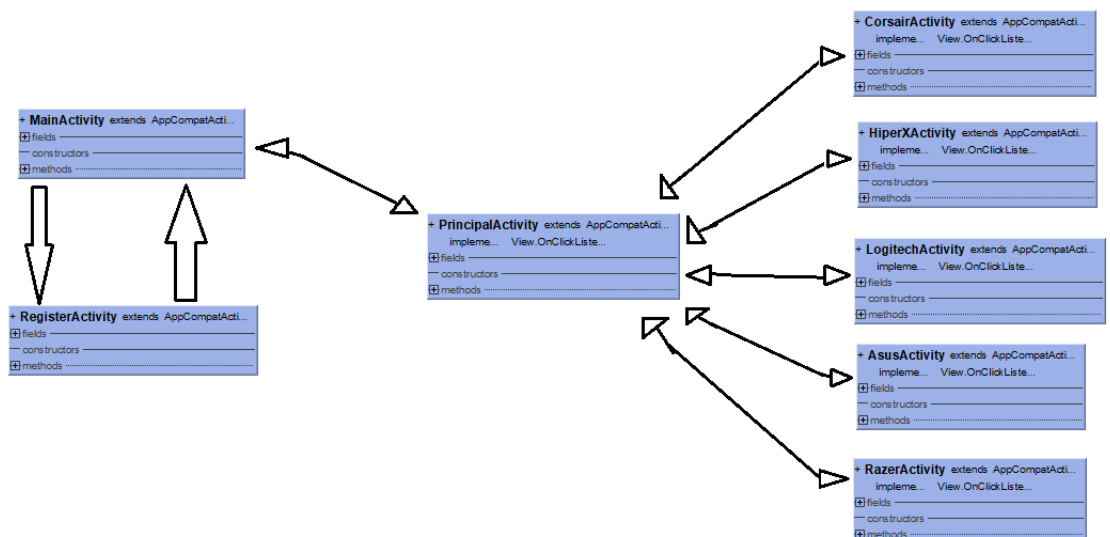 + MainActivity extends AppCompatActi...
fields
constructors
methods
+ RegisterActivity extends AppCompatActi...
fields
constructors
methods
+ PrincipalActivity extends AppCompatActi...
impleme... View.OnClickListe...
fields
constructors
methods
+ CorsairActivity extends AppCompatActi...
impleme... View.OnClickListe...
fields
constructors
methods
+ HiperXActivity extends AppCompatActi...
impleme... View.OnClickListe...
fields
constructors
methods
+ LogitechActivity extends AppCompatActi...
impleme... View.OnClickListe...
fields
constructors
methods
+ AsusActivity extends AppCompatActi...
impleme... View.OnClickListe...
fields
constructors
methods
+ RazerActivity extends AppCompatActi...
impleme... View.OnClickListe...
fields
constructors
methods